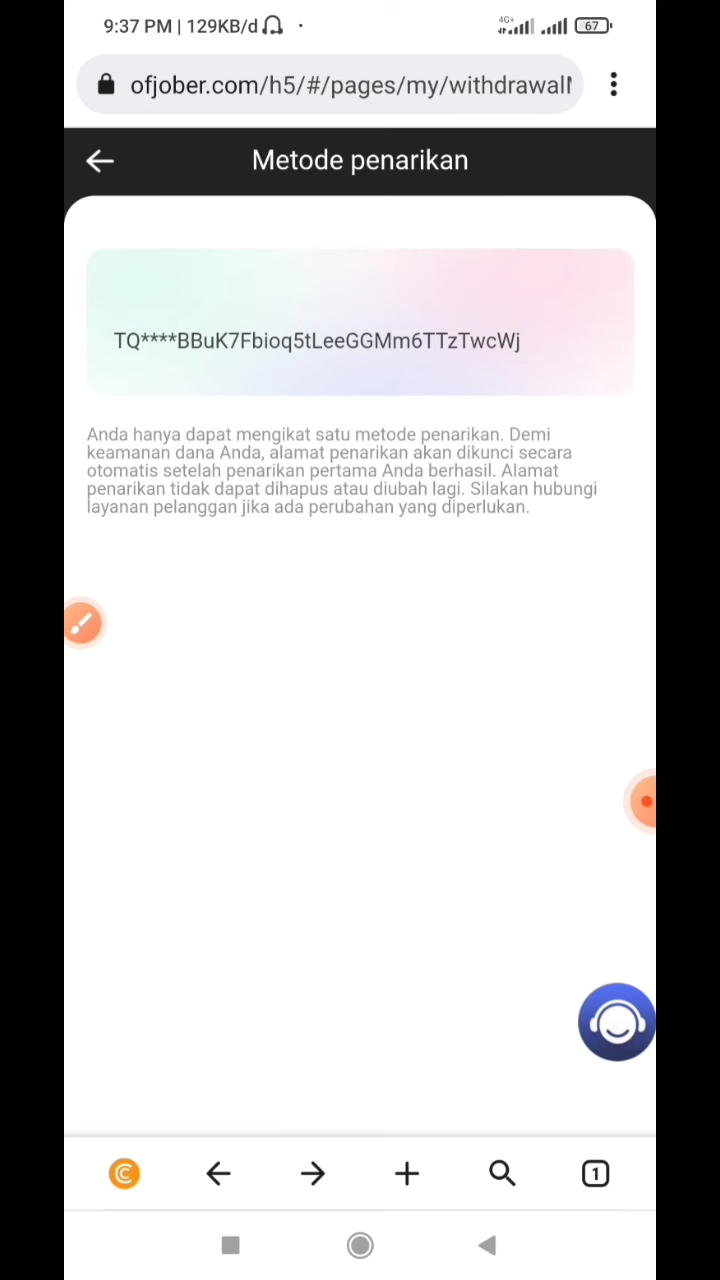 9:37 PM | 129KB/d
4G+
67
ofjober.com/h5/#/pages/my/withdrawal
Metode penarikan
TQ****BBuK7Fbioq5tLeeGGMm6TTzTwcWj
Anda hanya dapat mengikat satu metode penarikan. Demi
keamanan dana Anda, alamat penarikan akan dikunci secara
otomatis setelah penarikan pertama Anda berhasil. Alamat
penarikan tidak dapat dihapus atau diubah lagi. Silakan hubungi
layanan pelanggan jika ada perubahan yang diperlukan.
1